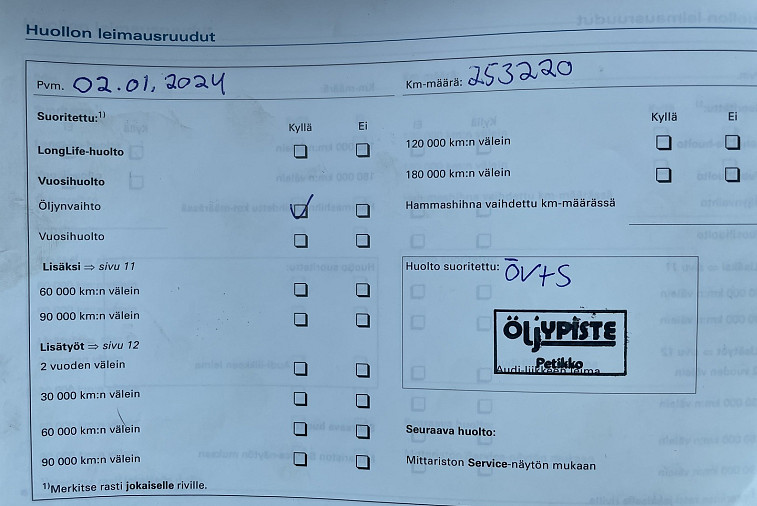 Huollon leimausruudut
Pvm. 02.01.2024
Km-määrä: 253220
Suoritettu:1)
Kyllä Ei
LongLife-huolto
Vuosihuolto
Öljynvaihto
Vuosihuolto
Lisäksi ⇒ sivu 11
60 000 km:n välein
90 000 km:n välein
Lisätyöt ⇒ sivu 12
2 vuoden välein
30 000 km:n välein
60 000 km:n välein
90 000 km:n välein
1)Merkitse rasti jokaiselle riville.
Kyllä Ei
120 000 km:n välein
180 000 km:n välein
Hammashihna vaihdettu km-määrässä
Huolto suoritettu: ÖV+S
ÖljYPISTE
Petikko
Audi-liikkeen leima
Seuraava huolto:
Mittariston Service-näytön mukaan